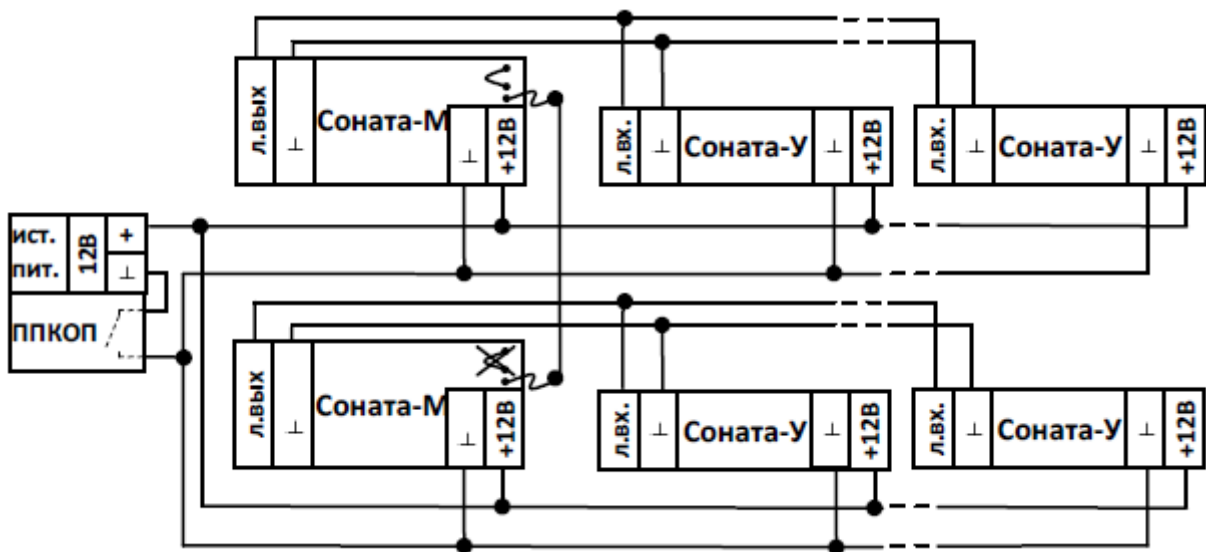 л.вых
⊥
Соната-М
⊥
+12В
л.вх.
⊥
Соната-У
⊥
+12В
л.вх.
⊥
Соната-У
⊥
+12В
ист.
пит.
12В
+
⊥
ППКОП
л.вых
⊥
Соната-М
⊥
+12В
л.вх.
⊥
Соната-У
⊥
+12В
л.вх.
⊥
Соната-У
⊥
+12В